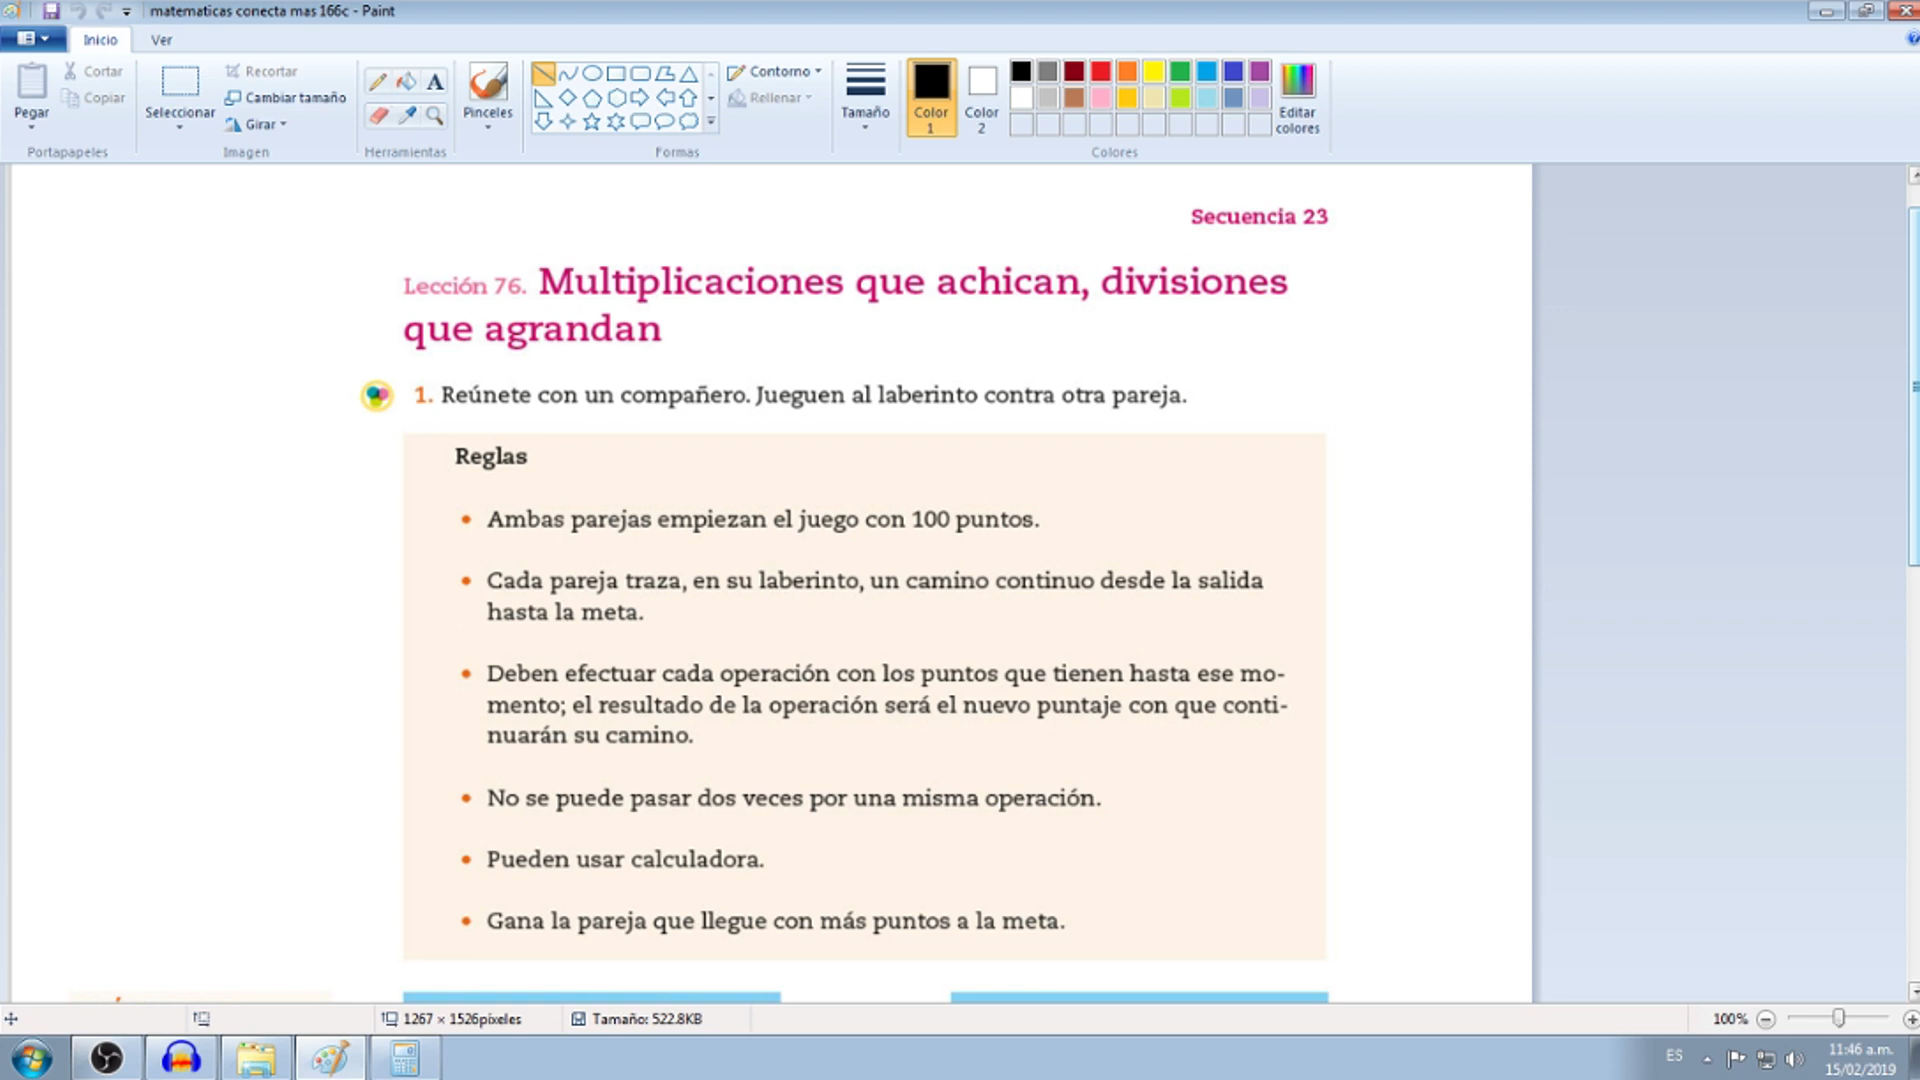 matematicas conecta mas 166c - Paint
Inicio Ver
Pegar
Cortar
Copiar
Portapapeles
Seleccionar
Recortar
Cambiar tamaño
Girar
Imagen
Herramientas
Pinceles
Contorno
Rellenar
Formas
Tamaño
Color 1
Color 2
Editar colores
Colores
Secuencia 23
Lección 76. Multiplicaciones que achican, divisiones
que agrandan
1. Reúnete con un compañero. Jueguen al laberinto contra otra pareja.
Reglas
• Ambas parejas empiezan el juego con 100 puntos.
• Cada pareja traza, en su laberinto, un camino continuo desde la salida
hasta la meta.
• Deben efectuar cada operación con los puntos que tienen hasta ese mo-
mento; el resultado de la operación será el nuevo puntaje con que conti-
nuarán su camino.
• No se puede pasar dos veces por una misma operación.
• Pueden usar calculadora.
• Gana la pareja que llegue con más puntos a la meta.
1267 × 1526píxeles
Tamaño: 522.8KB
100%
ES
11:46 a.m.
15/02/2019